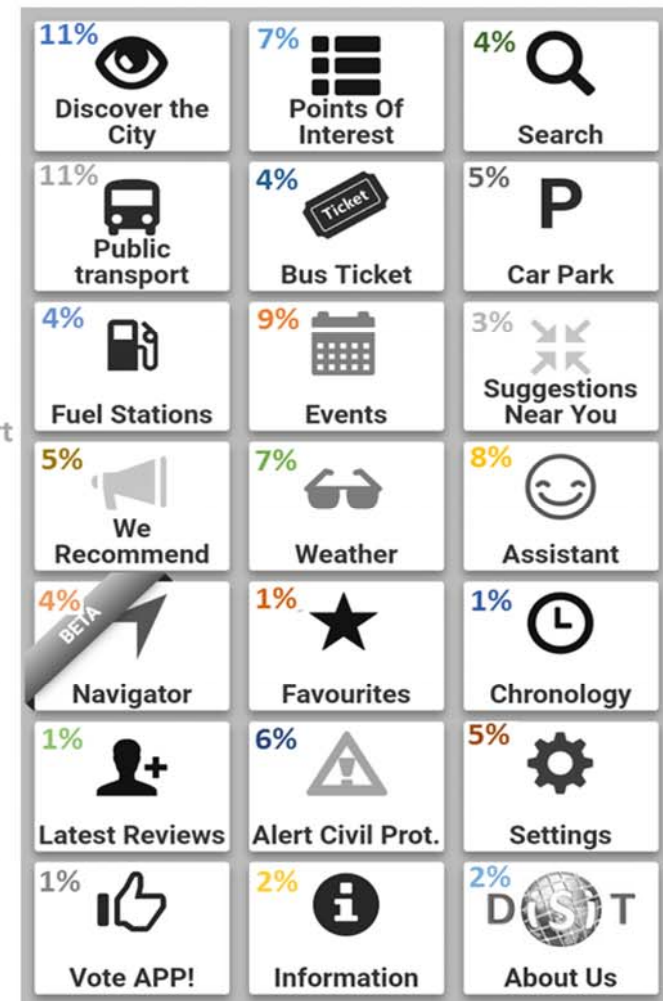 11%
Discover the
City
7%
Points Of
Interest
4%
Search
11%
Public
transport
4%
Ticket
Bus Ticket
5%
P
Car Park
4%
Fuel Stations
9%
Events
3%
Suggestions
Near You
5%
We
Recommend
7%
Weather
8%
Assistant
4%
BETA
Navigator
1%
Favourites
1%
Chronology
1%
Latest Reviews
6%
Alert Civil Prot.
5%
Settings
1%
Vote APP!
2%
i
Information
2%
DISIT
About Us